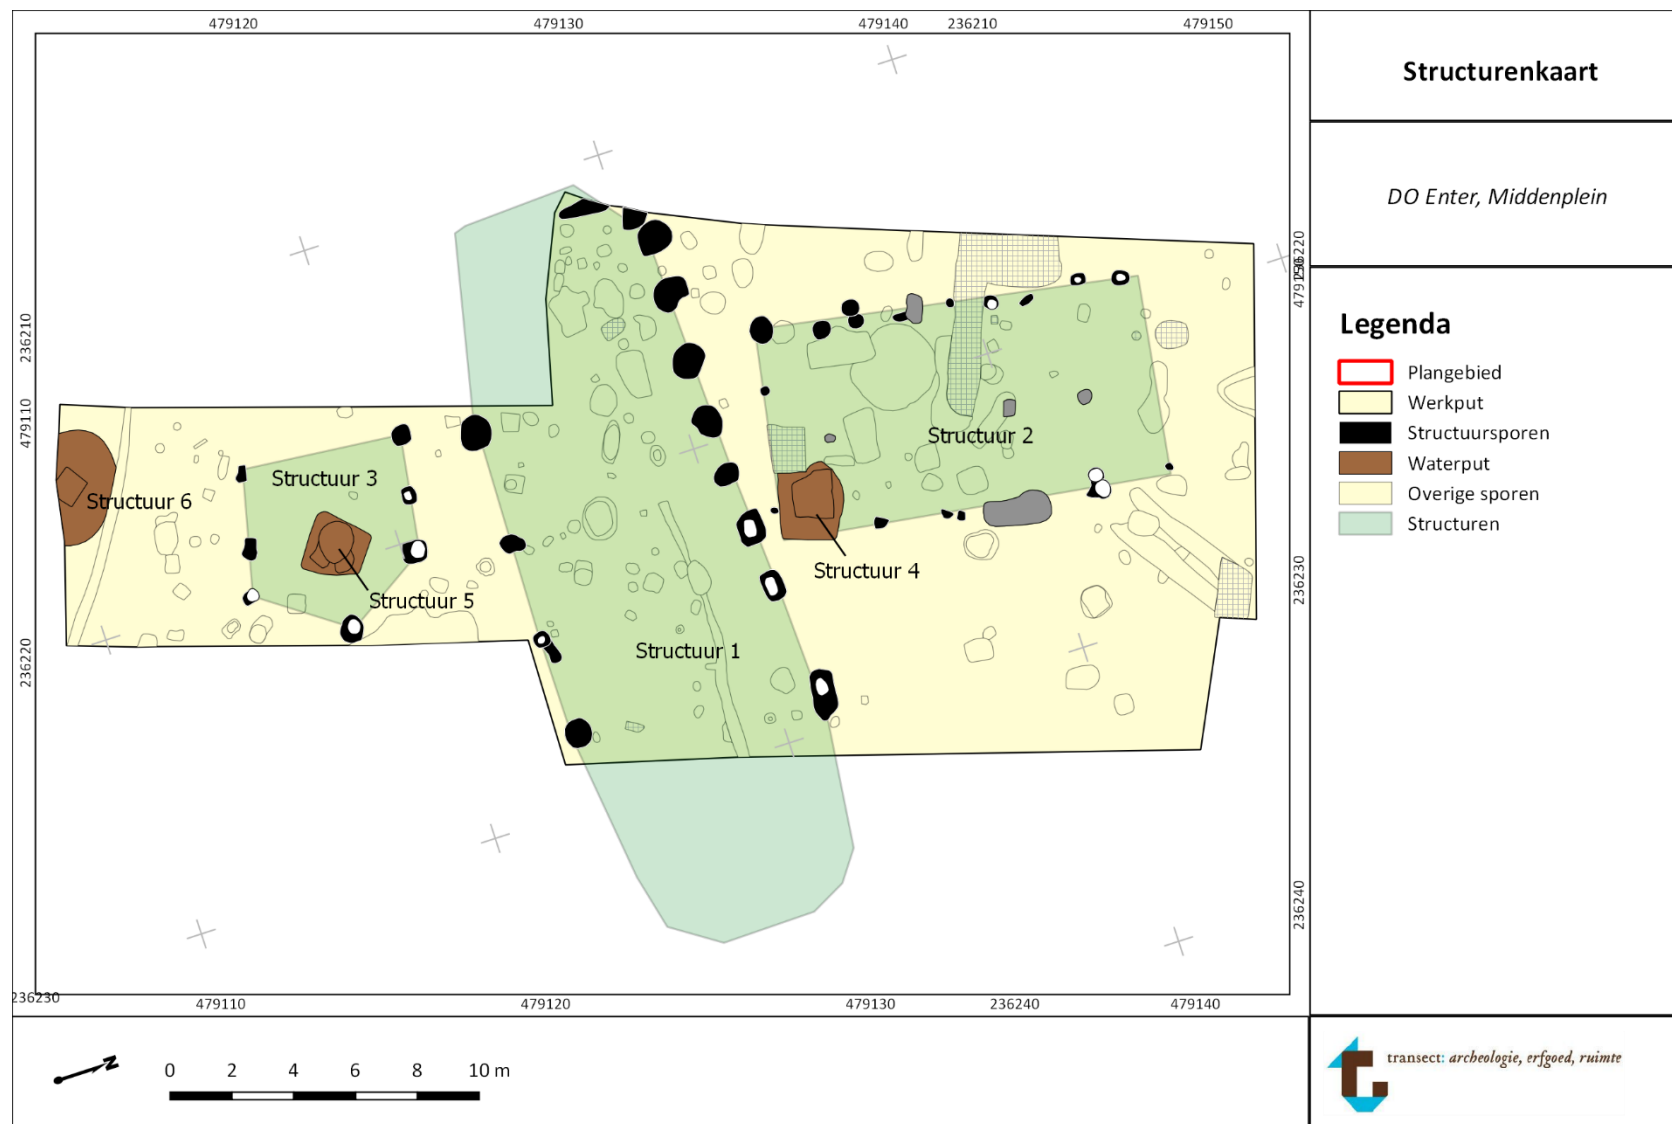 479120 479130 479140 236210 479150
Structurenkaart
DO Enter, Middenplein
236220
479150
236210
479110
Legenda
Plangebied
Werkput
Structuursporen
Waterput
Overige sporen
Structuren
Structuur 2
Structuur 3
Structuur 6
Structuur 4
Structuur 5
Structuur 1
236230
236220
236240
236230 479110 479120 479130 236240 479140
N
0 2 4 6 8 10 m
transect: archeologie, erfgoed, ruimte